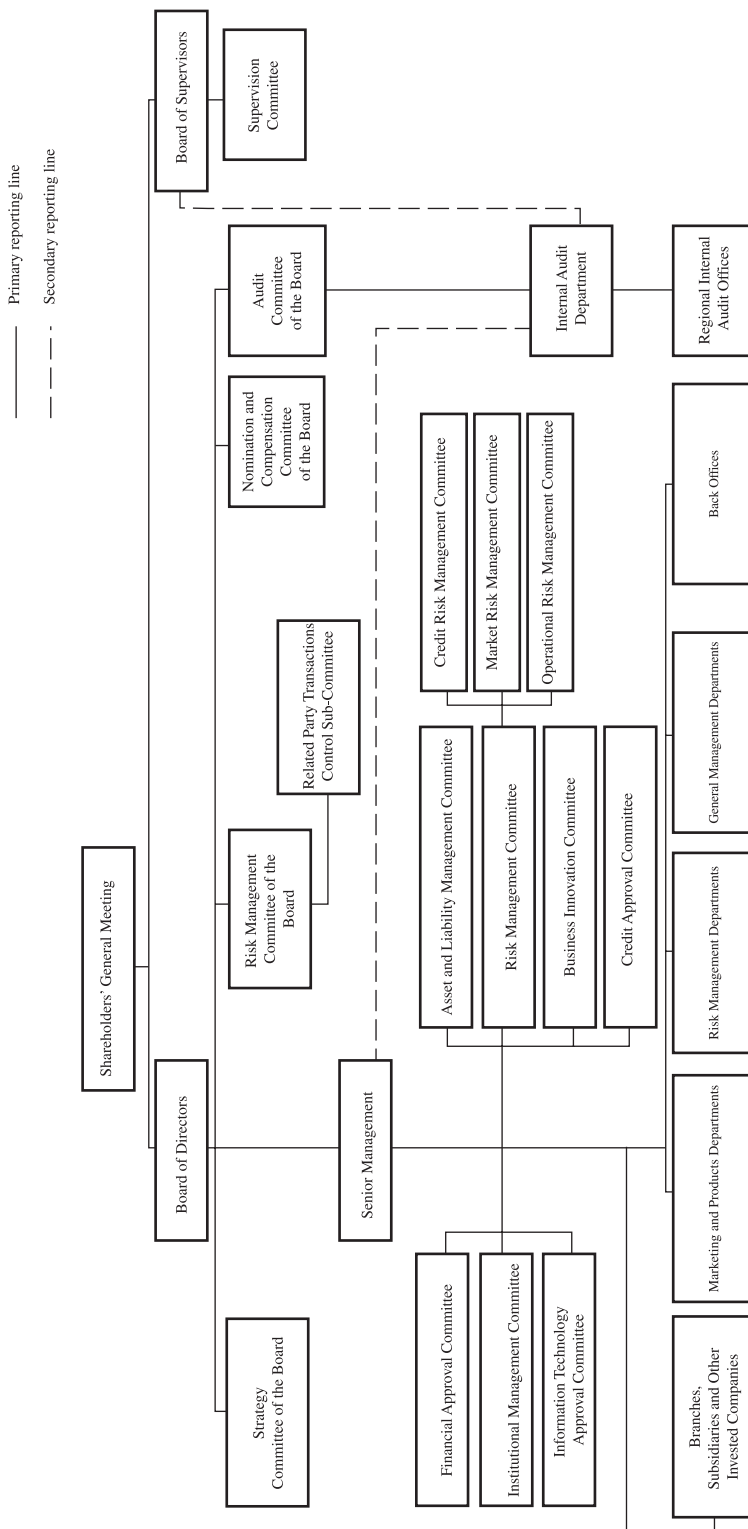 Primary reporting line
Secondary reporting line
Shareholders’ General Meeting
Board of Directors
Board of Supervisors
Strategy
Committee of the Board
Risk Management
Committee of the
Board
Nomination and
Compensation
Committee
of the Board
Audit
Committee
of the Board
Supervision
Committee
Related Party Transactions
Control Sub-Committee
Senior Management
Financial Approval Committee
Institutional Management Committee
Information Technology
Approval Committee
Asset and Liability Management Committee
Risk Management Committee
Business Innovation Committee
Credit Approval Committee
Credit Risk Management Committee
Market Risk Management Committee
Operational Risk Management Committee
Internal Audit
Department
Branches,
Subsidiaries and Other
Invested Companies
Marketing and Products Departments
Risk Management Departments
General Management Departments
Back Offices
Regional Internal
Audit Offices